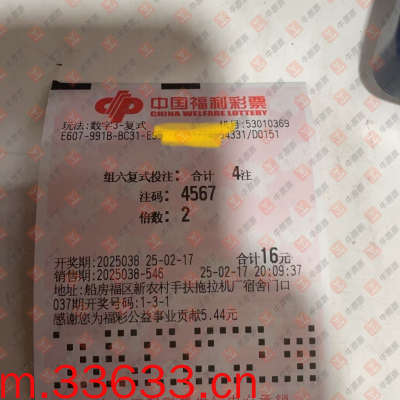 中国福利彩票
CHINA WELFARE LOTTERY
玩法:数字3-复式 机号:53010369
E607-991B-BC31- 4331/D0151
组六复式投注: 合计 4注
注码: 4567
倍数: 2
开奖期:2025038 25-02-17 合计16元
销售期:2025038-546 25-02-17 20:09:37
地址:船房福区新农村手扶拖拉机厂宿舍门口
037期开奖号码:1-3-1
感谢您为福彩公益事业贡献5.44元
m.33633.cn